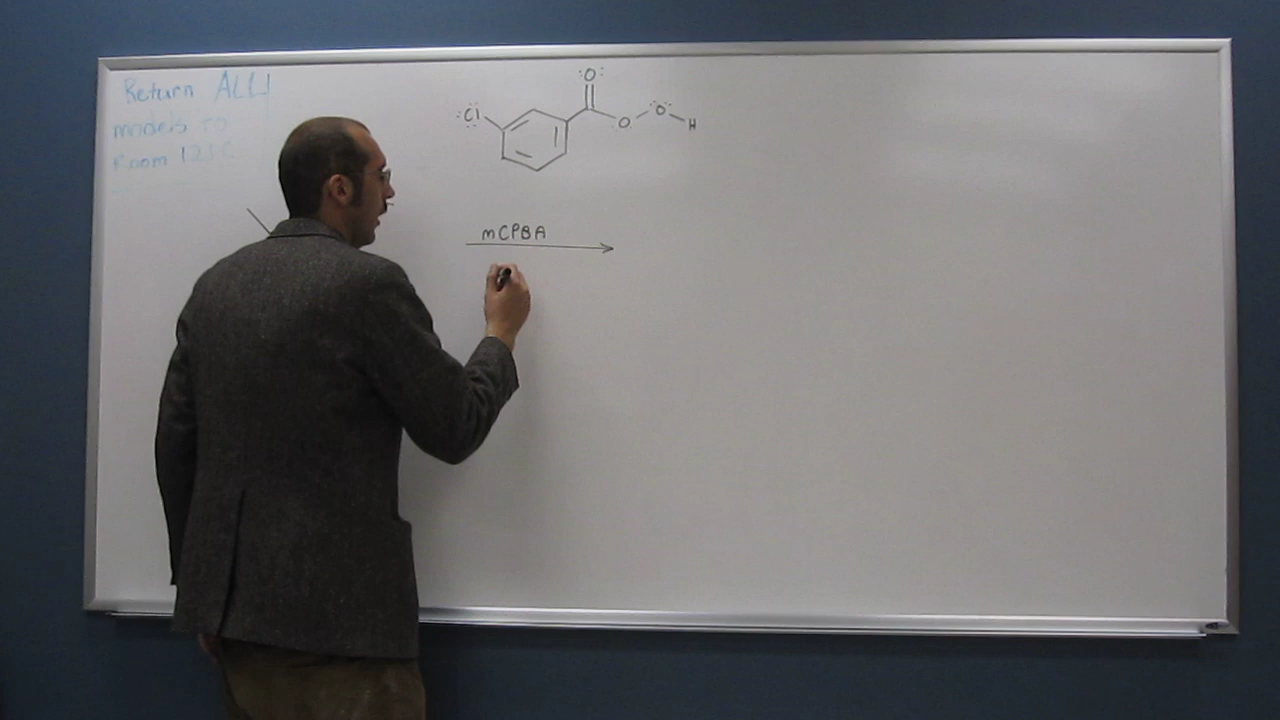 Return ALL
models to
Room 121C
:O:
:Cl
O
O
H
mCPBA